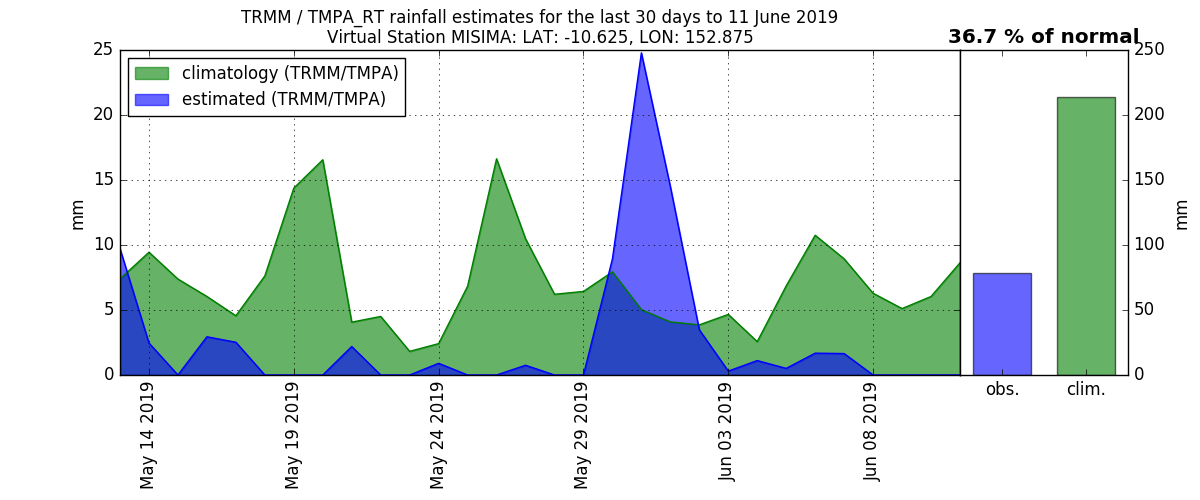 TRMM / TMPA_RT rainfall estimates for the last 30 days to 11 June 2019
Virtual Station MISIMA: LAT: -10.625, LON: 152.875
36.7 % of normal
climatology (TRMM/TMPA)
estimated (TRMM/TMPA)
mm
25
20
15
10
5
0
May 14 2019
May 19 2019
May 24 2019
May 29 2019
Jun 03 2019
Jun 08 2019
obs.
clim.
250
200
150
100
50
0
mm